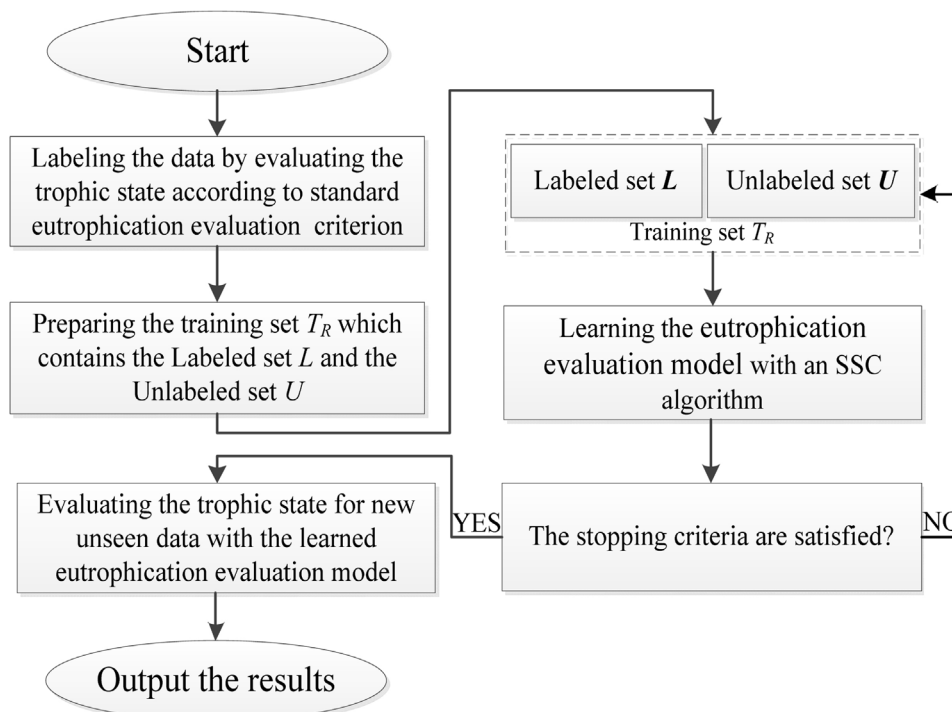 Start
Labeling the data by evaluating the
trophic state according to standard
eutrophication evaluation criterion
Preparing the training set TR which
contains the Labeled set L and the
Unlabeled set U
Labeled set L
Unlabeled set U
Training set TR
Learning the eutrophication
evaluation model with an SSC
algorithm
The stopping criteria are satisfied?
YES
NO
Evaluating the trophic state for new
unseen data with the learned
eutrophication evaluation model
Output the results